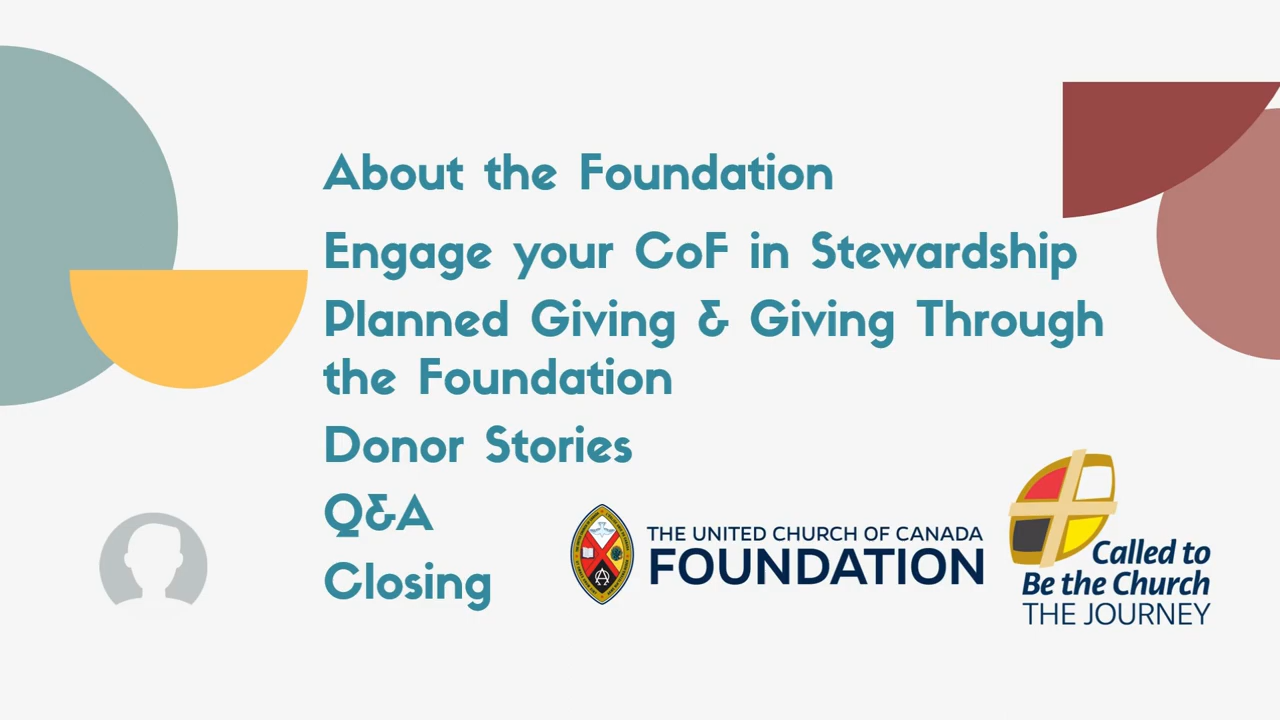 About the Foundation
Engage your CoF in Stewardship
Planned Giving & Giving Through
the Foundation
Donor Stories
Q&A
Closing
THE UNITED CHURCH OF CANADA
FOUNDATION
Called to
Be the Church
THE JOURNEY